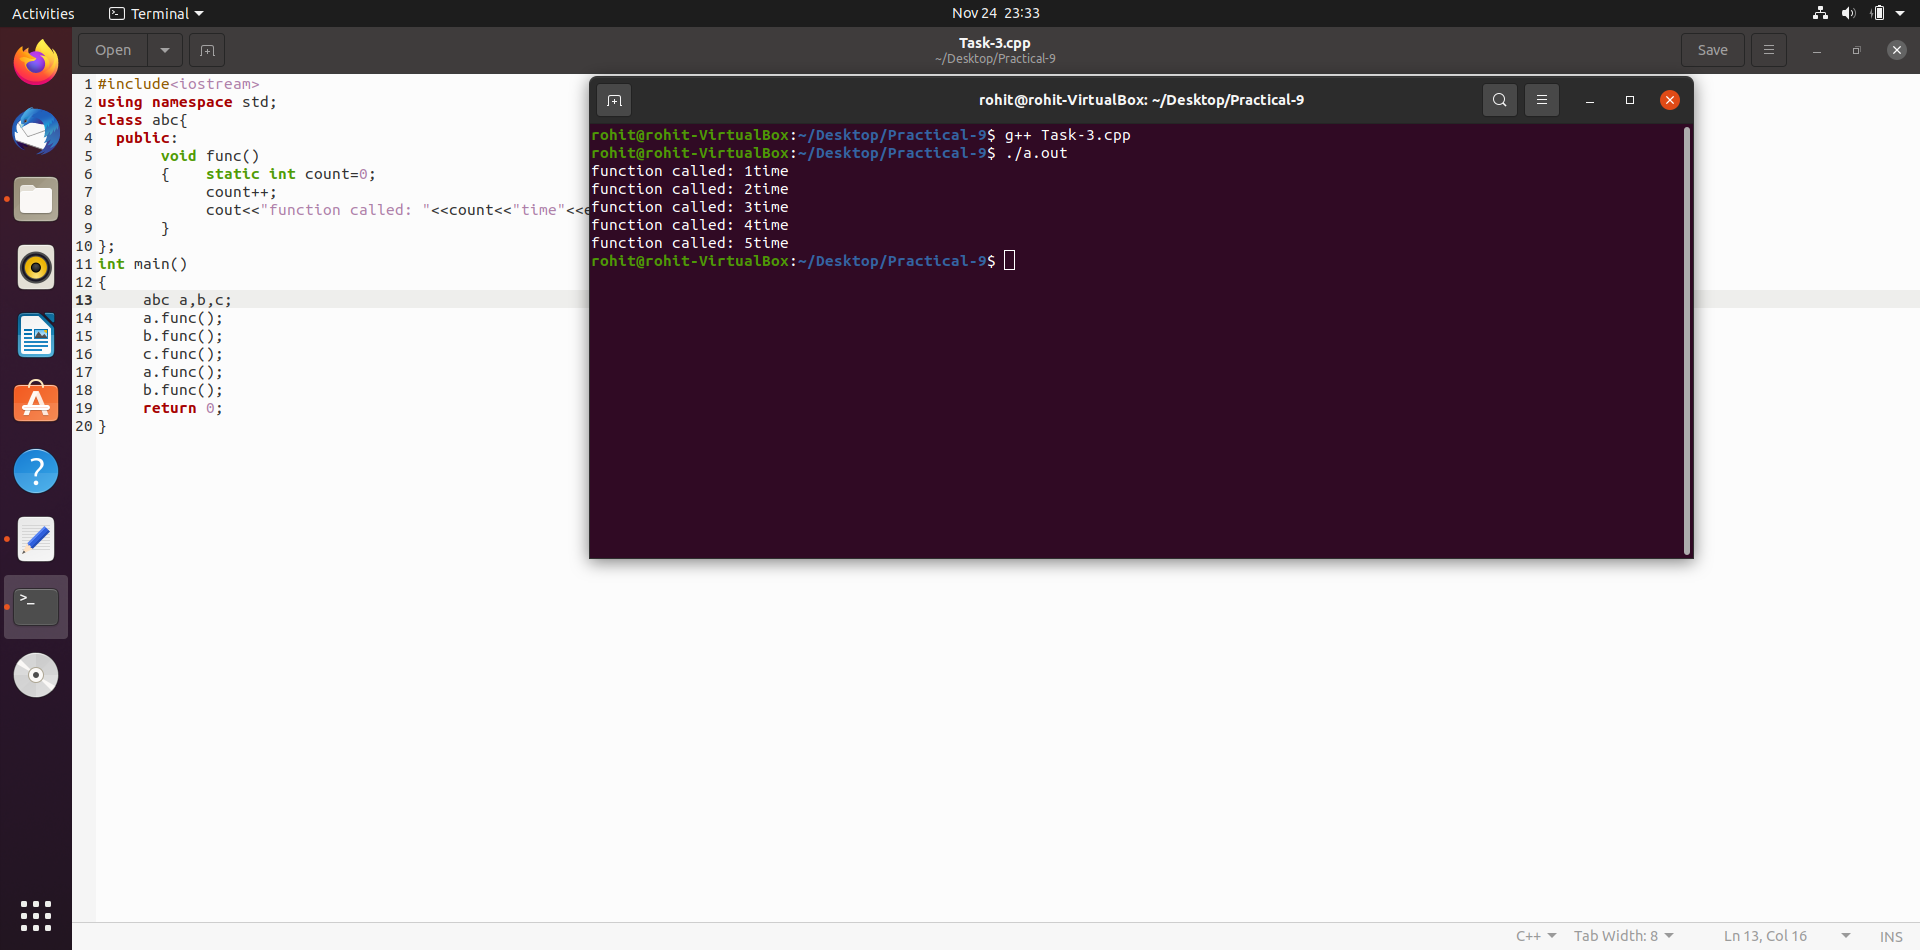 Activities
Terminal
Nov 24 23:33
Open
Task-3.cpp
~/Desktop/Practical-9
Save
1 #include<iostream>
2 using namespace std;
3 class abc{
4   public:
5        void func()
6        {    static int count=0;
7             count++;
8             cout<<"function called: "<<count<<"time"<<e
9        }
10 };
11 int main()
12 {
13      abc a,b,c;
14      a.func();
15      b.func();
16      c.func();
17      a.func();
18      b.func();
19      return 0;
20 }
rohit@rohit-VirtualBox: ~/Desktop/Practical-9
rohit@rohit-VirtualBox:~/Desktop/Practical-9$ g++ Task-3.cpp
rohit@rohit-VirtualBox:~/Desktop/Practical-9$ ./a.out
function called: 1time
function called: 2time
function called: 3time
function called: 4time
function called: 5time
rohit@rohit-VirtualBox:~/Desktop/Practical-9$
C++
Tab Width: 8
Ln 13, Col 16
INS